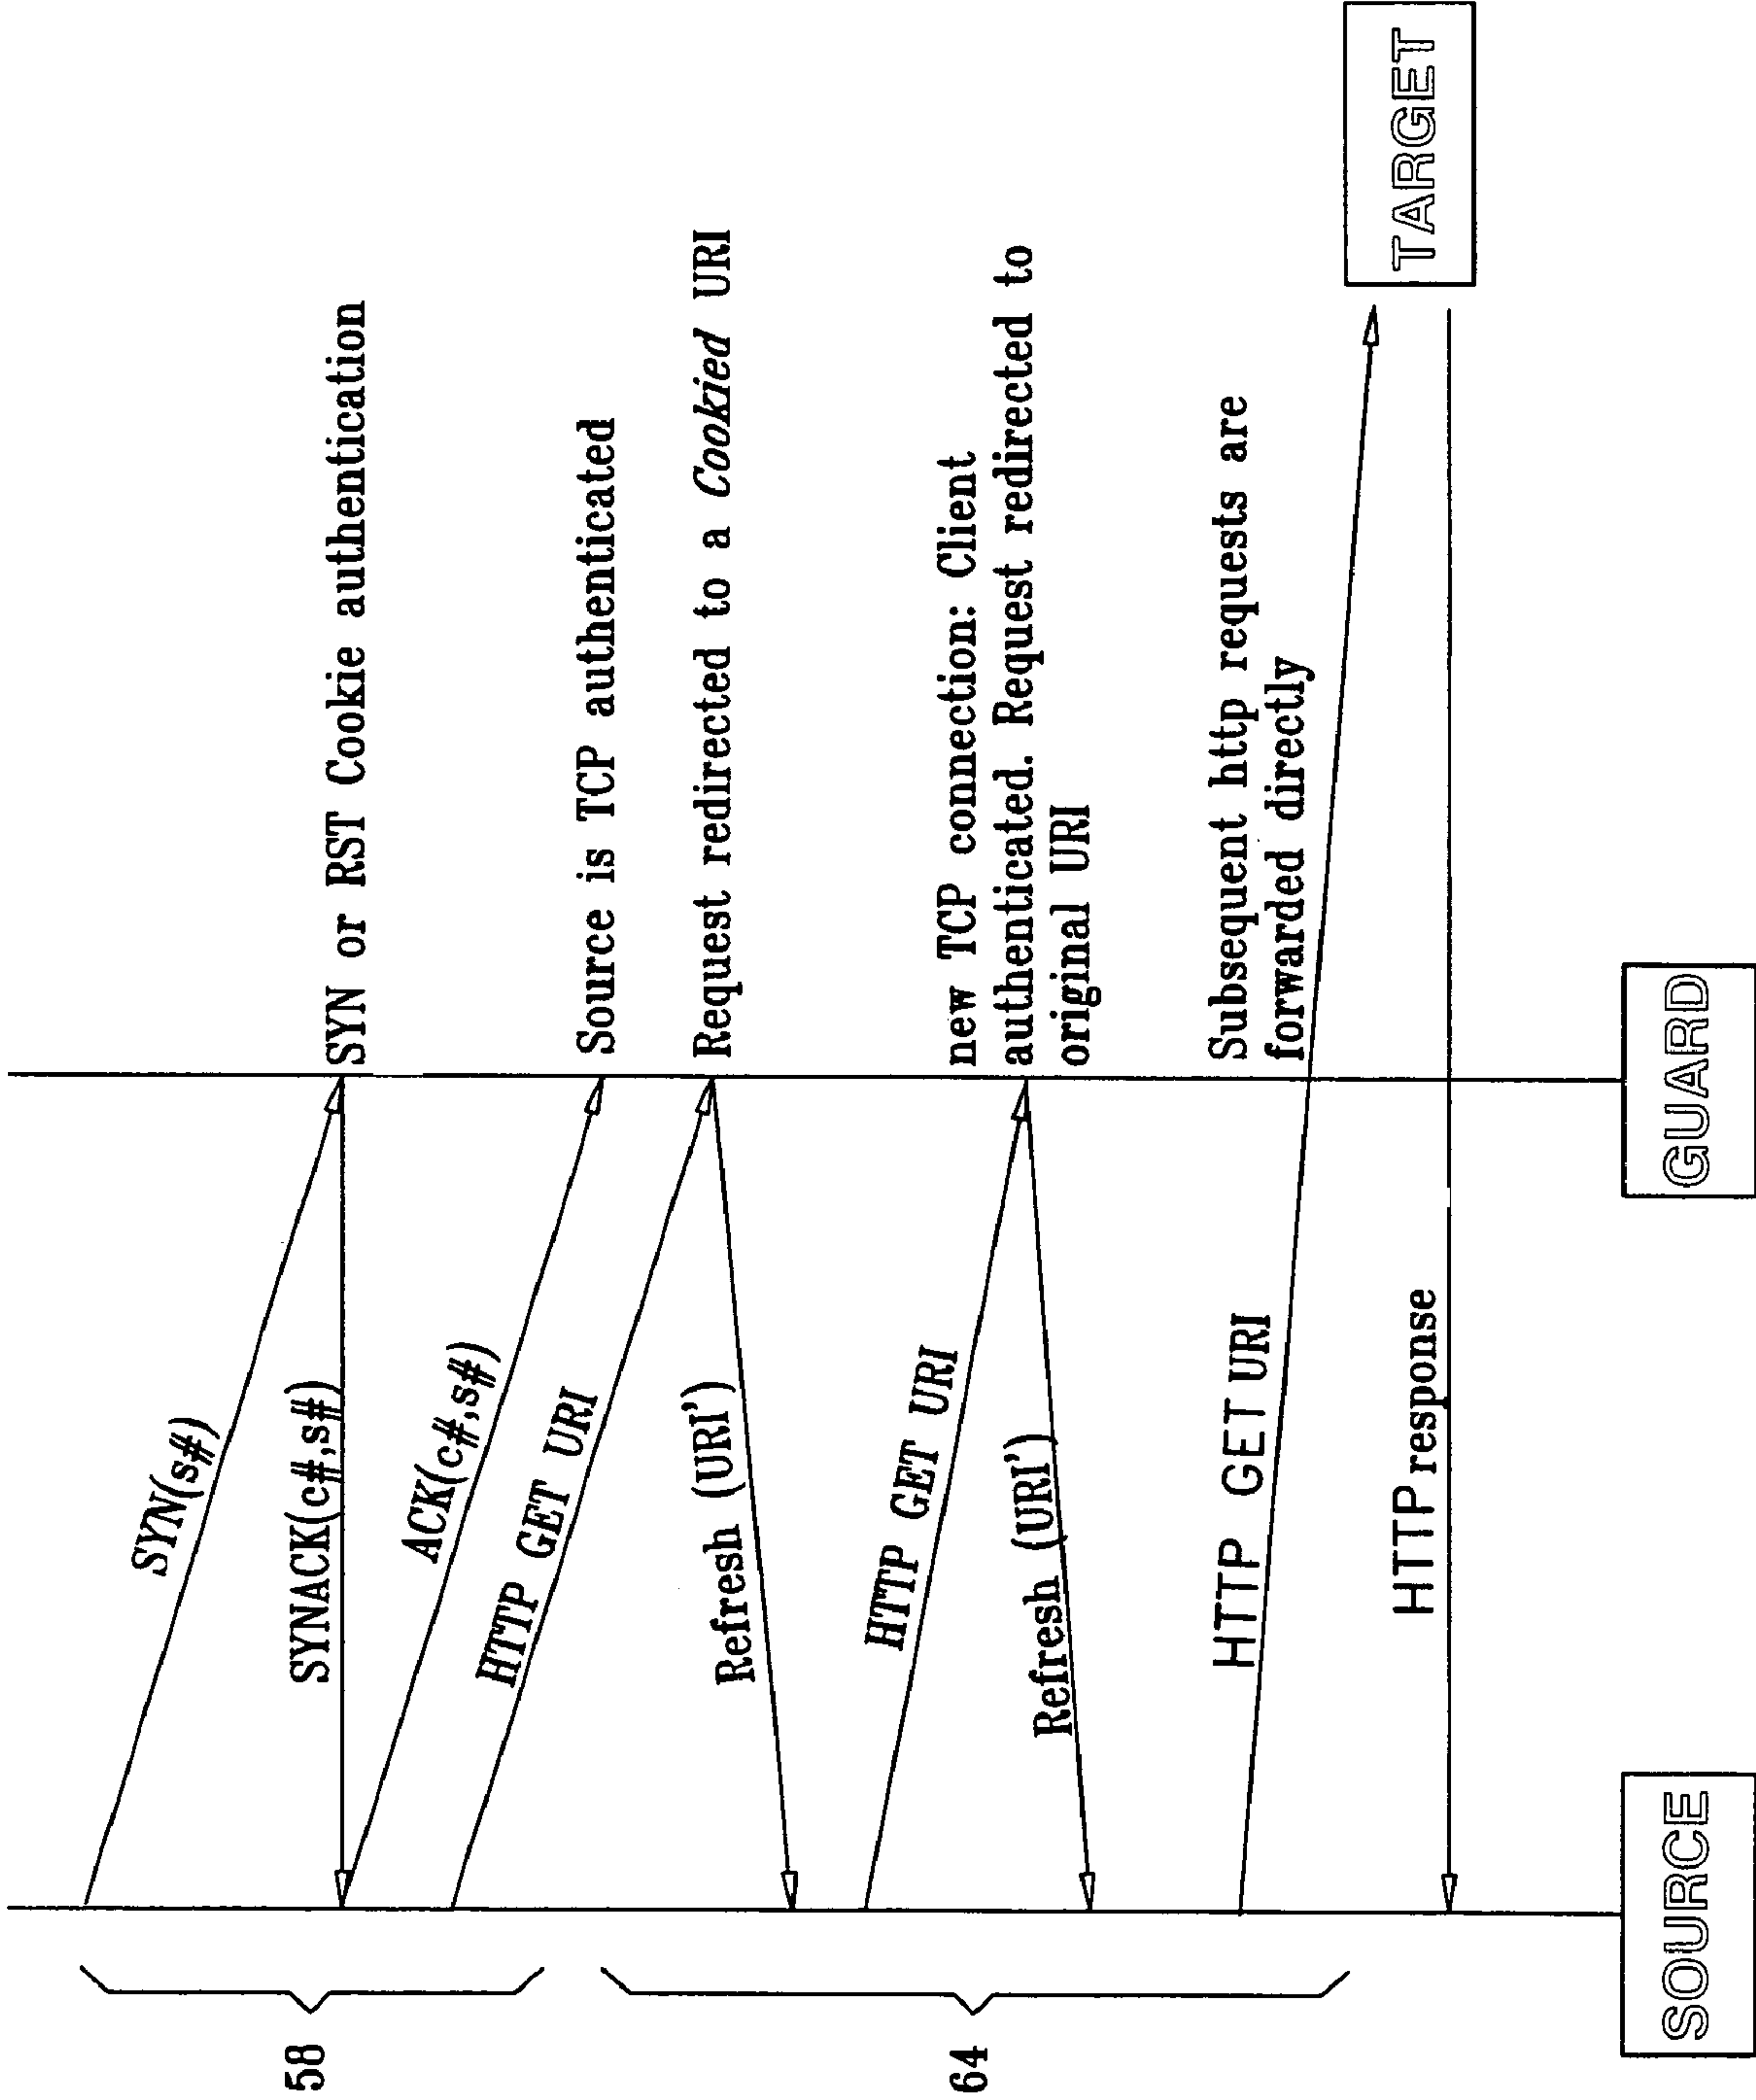 58
SYN(s#)
SYN or RST Cookie authentication
SYNACK(c#,s#)
ACK(c#,s#)
Source is TCP authenticated
HTTP GET URI
Request redirected to a Cookied URI
Refresh (URI')
64
HTTP GET URI
new TCP connection: Client
authenticated. Request redirected to
original URI
Refresh (URI')
HTTP GET URI
Subsequent http requests are
forwarded directly
HTTP response
TARGET
SOURCE
GUARD